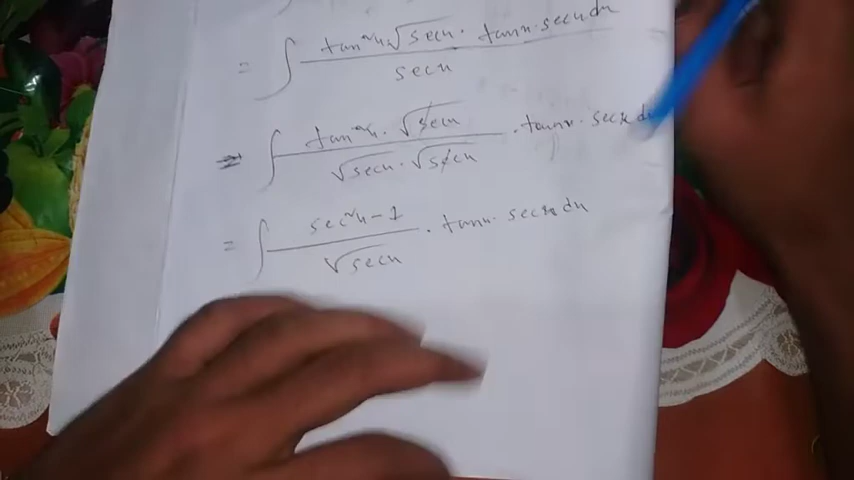 = ∫ tan²x √secx · tanx · secx dx / secx
= ∫ tan²x · √secx / √secx · √secx · tanx · secx dx
= ∫ sec²x - 1 / √secx · tanx · secx dx